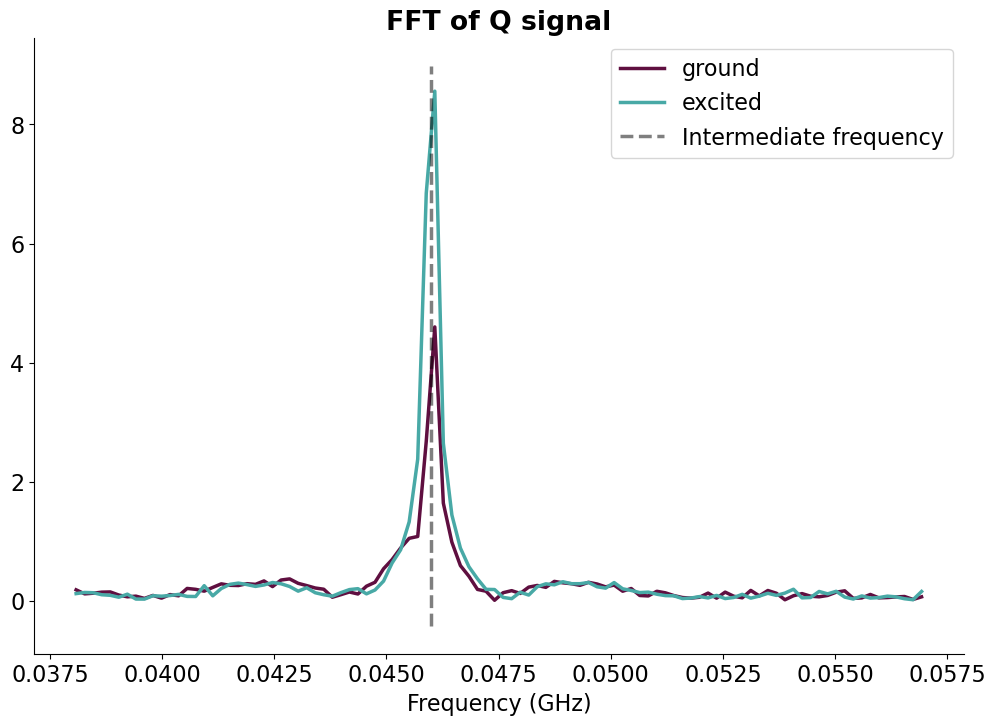 FFT of Q signal
ground
excited
Intermediate frequency
8
6
4
2
0
0.0375 0.0400 0.0425 0.0450 0.0475 0.0500 0.0525 0.0550 0.0575
Frequency (GHz)